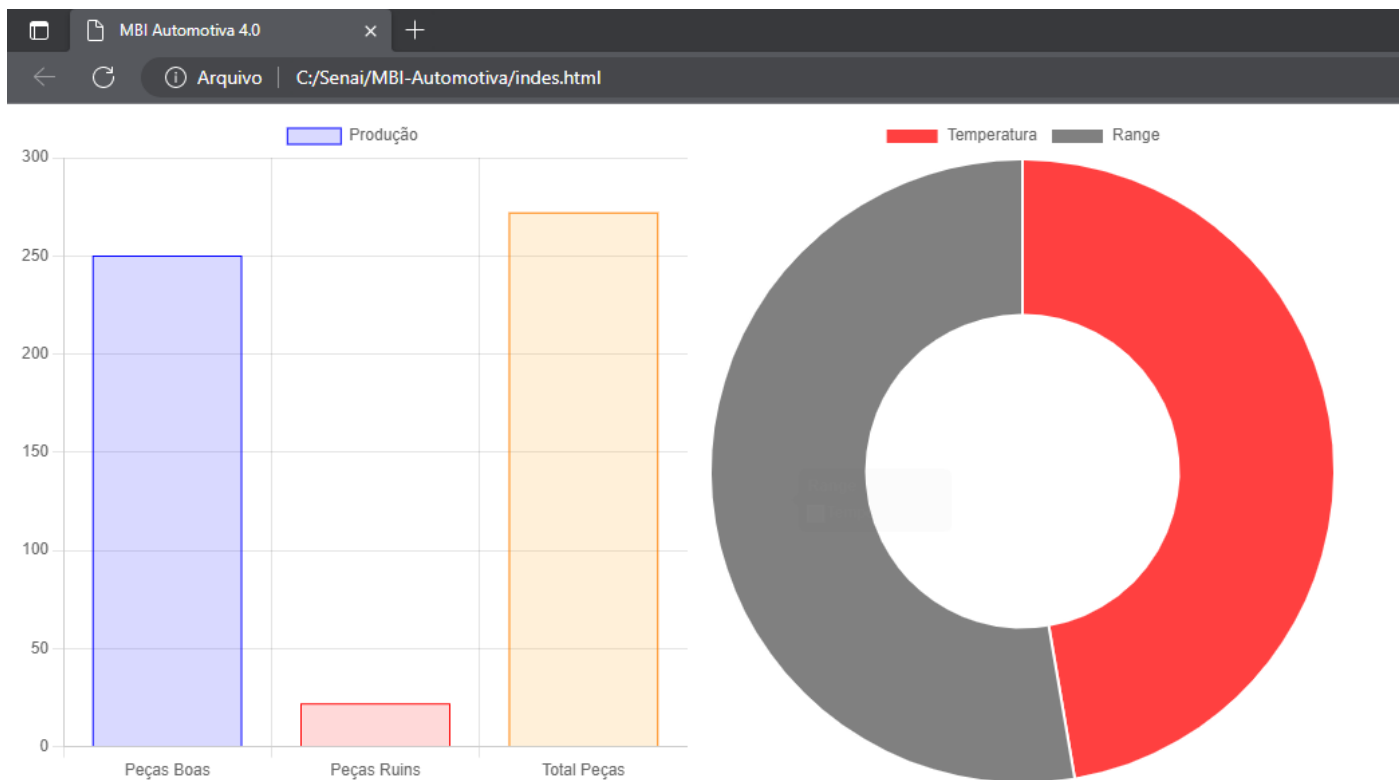 MBI Automotiva 4.0
Arquivo C:/Senai/MBI-Automotiva/indes.html
Produção
300
250
200
150
100
50
0
Peças Boas Peças Ruins Total Peças
Temperatura Range